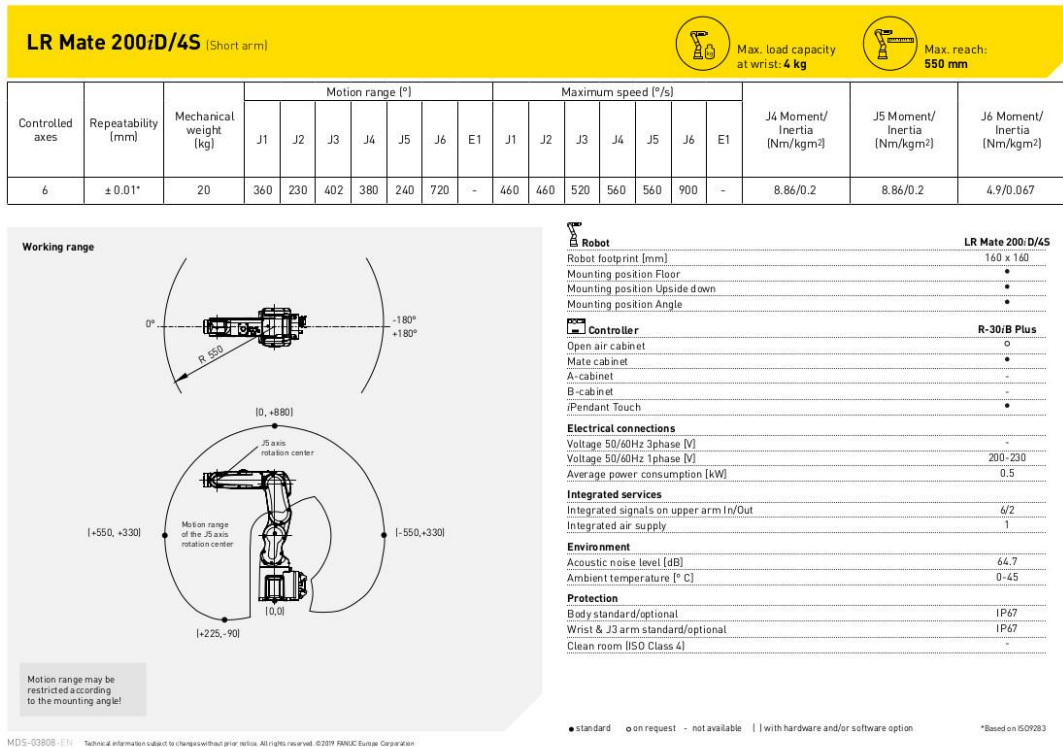 LR Mate 200iD/4S (Short arm)
Max. load capacity
at wrist: 4 kg
Max. reach:
550 mm
Controlled
axes
Repeatability
(mm)
Mechanical
weight
(kg)
Motion range (°)
Maximum speed (°/s)
J4 Moment/
Inertia
(Nm/kgm²)
J5 Moment/
Inertia
(Nm/kgm²)
J6 Moment/
Inertia
(Nm/kgm²)
J1 J2 J3 J4 J5 J6 E1 J1 J2 J3 J4 J5 J6 E1
6 ± 0.01* 20 360 230 402 380 240 720 - 460 460 520 560 560 900 - 8.86/0.2 8.86/0.2 4.9/0.067
Working range
0°
-180°
+180°
R 550
(0, +880)
J5 axis
rotation center
(+550, +330)
Motion range
of the J5 axis
rotation center
(-550,+330)
(0,0)
(+225,-90)
Motion range may be
restricted according
to the mounting angle!
Robot LR Mate 200iD/4S
Robot footprint [mm] 160 x 160
Mounting position Floor ●
Mounting position Upside down ●
Mounting position Angle ●
Controller R-30iB Plus
Open air cabinet ○
Mate cabinet ●
A-cabinet -
B-cabinet -
iPendant Touch ●
Electrical connections
Voltage 50/60Hz 3phase [V] -
Voltage 50/60Hz 1phase [V] 200-230
Average power consumption [kW] 0.5
Integrated services
Integrated signals on upper arm In/Out 6/2
Integrated air supply 1
Environment
Acoustic noise level [dB] 64.7
Ambient temperature [° C] 0-45
Protection
Body standard/optional IP67
Wrist & J3 arm standard/optional IP67
Clean room (ISO Class 4) -
● standard ○ on request - not available ( ) with hardware and/or software option *Based on ISO9283
MDS-03808-EN Technical information subject to changes without prior notice. All rights reserved. ©2019 FANUC Europe Corporation